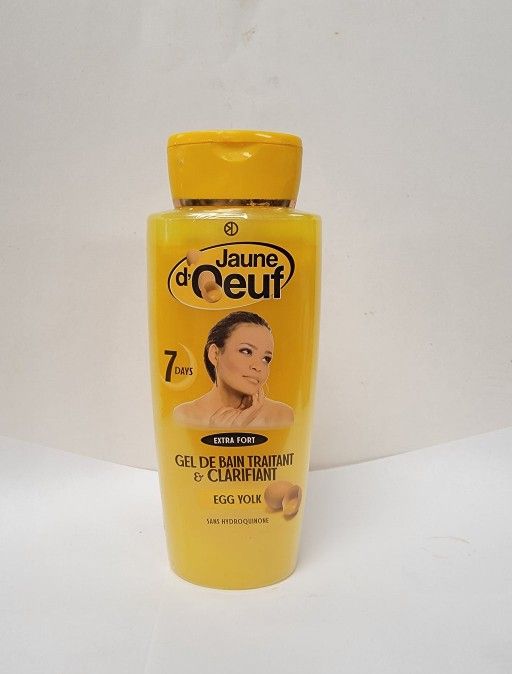 Jaune
d'Oeuf
7 DAYS
EXTRA FORT
GEL DE BAIN TRAITANT
& CLARIFIANT
EGG YOLK
SANS HYDROQUINONE